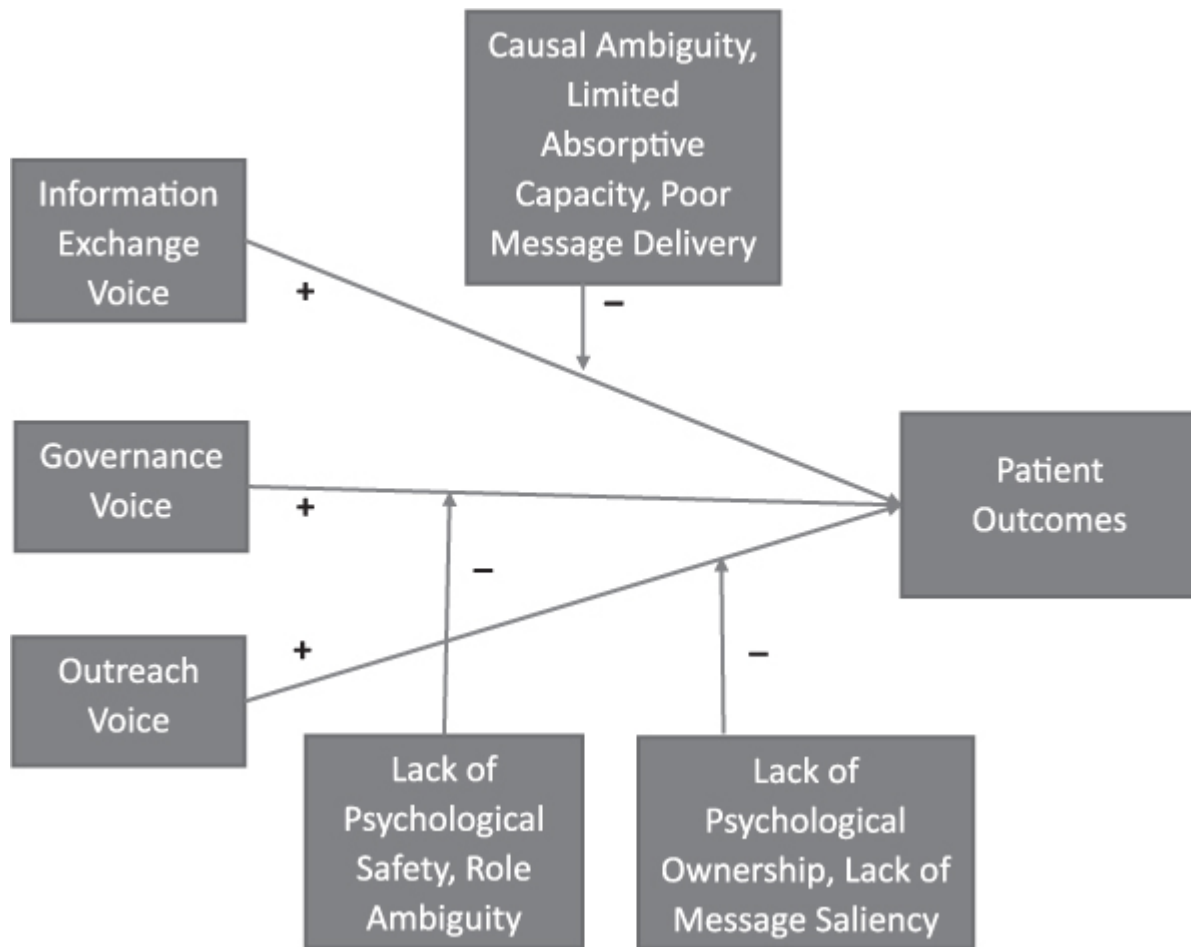 Causal Ambiguity,
Limited
Absorptive
Capacity, Poor
Message Delivery
Information
Exchange
Voice
+
–
Governance
Voice
+
–
Patient
Outcomes
Outreach
Voice
+
–
Lack of
Psychological
Safety, Role
Ambiguity
Lack of
Psychological
Ownership, Lack of
Message Saliency